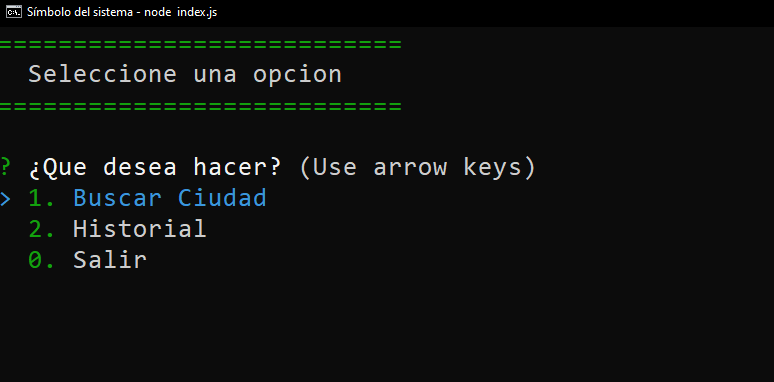 Símbolo del sistema - node index.js
===========================
Seleccione una opcion
===========================
? ¿Que desea hacer? (Use arrow keys)
> 1. Buscar Ciudad
2. Historial
0. Salir